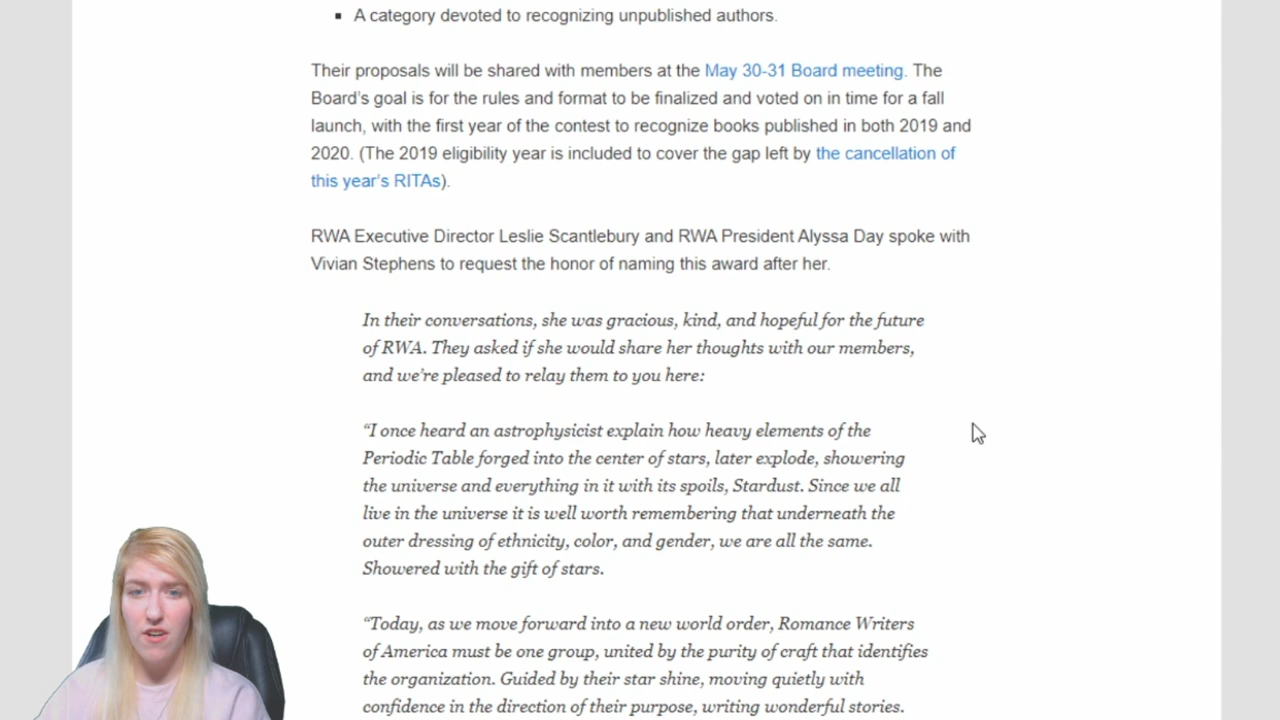 ▪ A category devoted to recognizing unpublished authors.
Their proposals will be shared with members at the May 30-31 Board meeting. The
Board's goal is for the rules and format to be finalized and voted on in time for a fall
launch, with the first year of the contest to recognize books published in both 2019 and
2020. (The 2019 eligibility year is included to cover the gap left by the cancellation of
this year's RITAs).
RWA Executive Director Leslie Scantlebury and RWA President Alyssa Day spoke with
Vivian Stephens to request the honor of naming this award after her.
In their conversations, she was gracious, kind, and hopeful for the future
of RWA. They asked if she would share her thoughts with our members,
and we're pleased to relay them to you here:
“I once heard an astrophysicist explain how heavy elements of the
Periodic Table forged into the center of stars, later explode, showering
the universe and everything in it with its spoils, Stardust. Since we all
live in the universe it is well worth remembering that underneath the
outer dressing of ethnicity, color, and gender, we are all the same.
Showered with the gift of stars.
“Today, as we move forward into a new world order, Romance Writers
of America must be one group, united by the purity of craft that identifies
the organization. Guided by their star shine, moving quietly with
confidence in the direction of their purpose, writing wonderful stories.